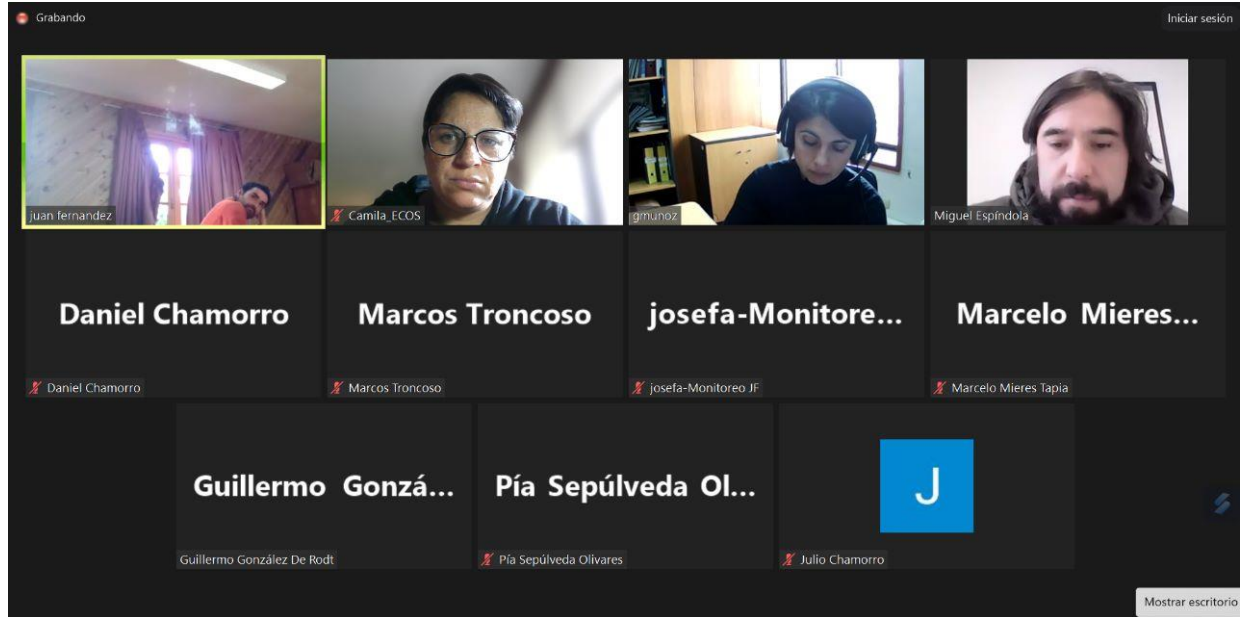 Grabando
Iniciar sesión
juan fernandez
Camila_ECOS
gmunoz
Miguel Espíndola
Daniel Chamorro
Marcos Troncoso
josefa-Monitore...
Marcelo Mieres...
Daniel Chamorro
Marcos Troncoso
josefa-Monitoreo JF
Marcelo Mieres Tapia
Guillermo Gonzá...
Pía Sepúlveda Ol...
J
Guillermo González De Rodt
Pía Sepúlveda Olivares
Julio Chamorro
Mostrar escritorio